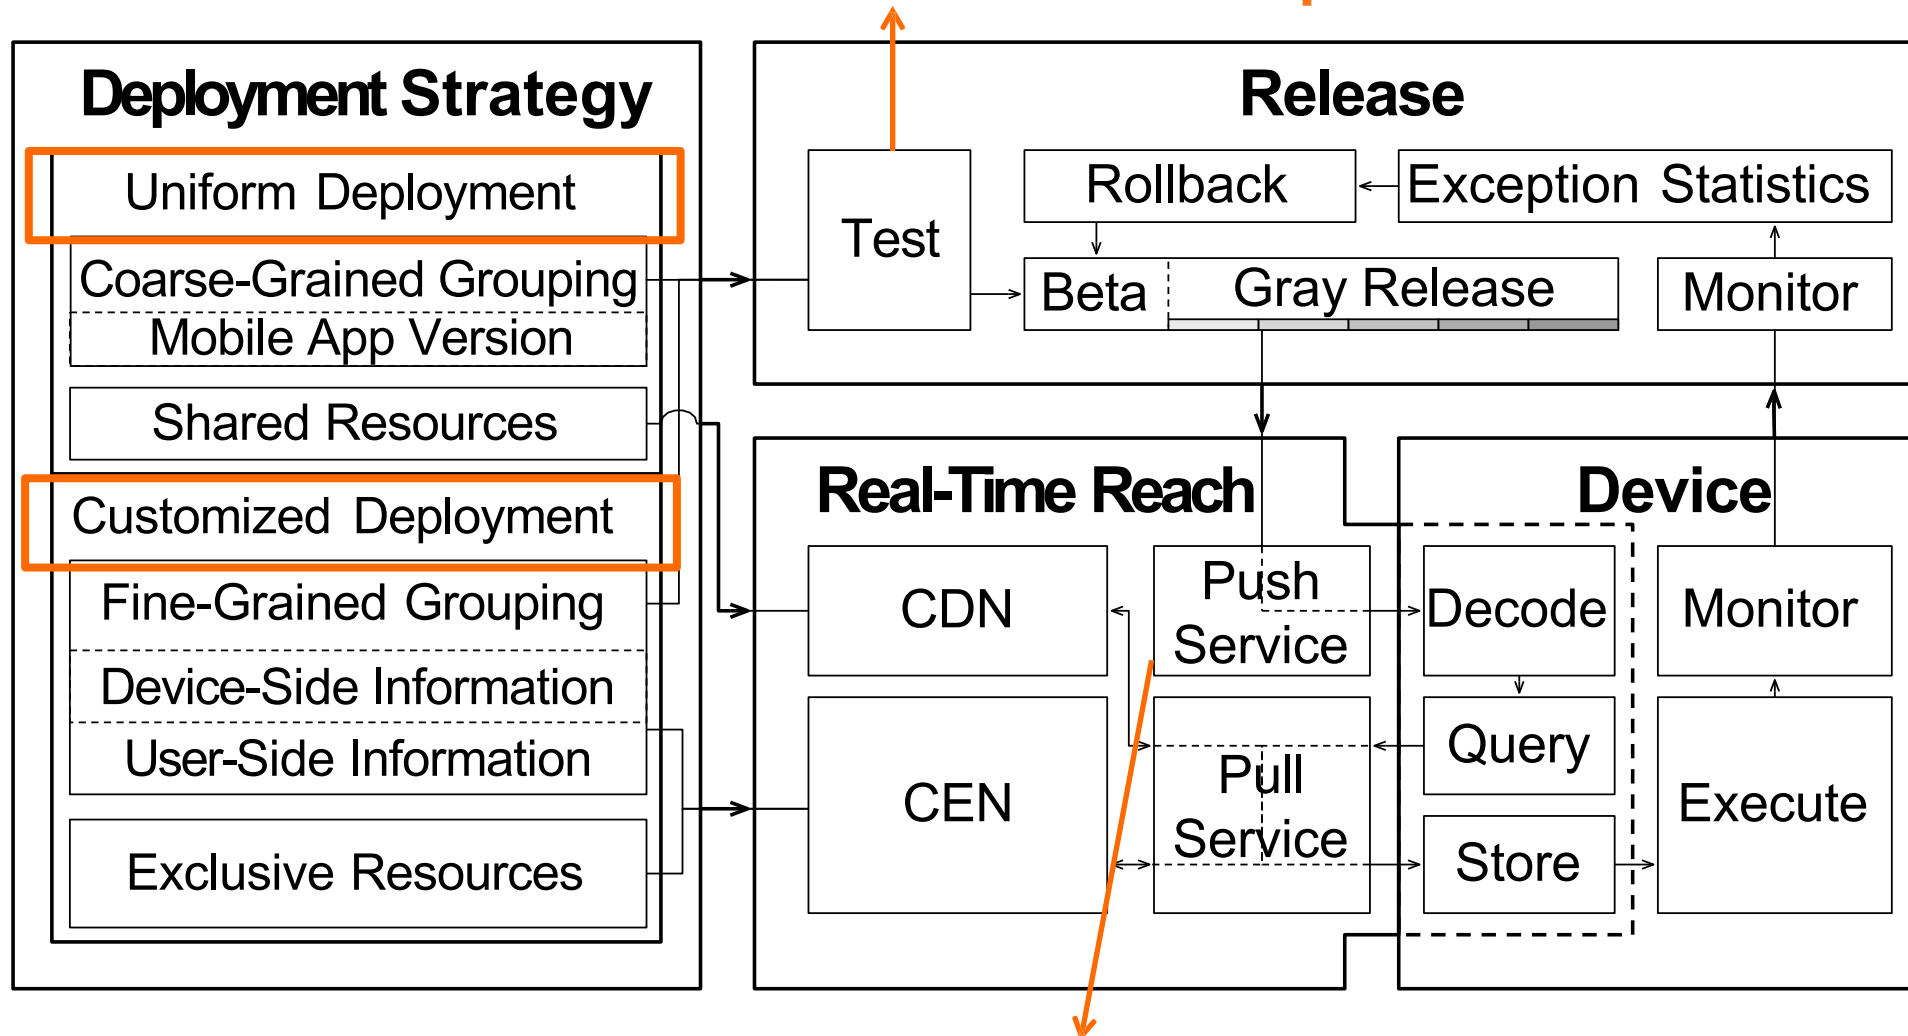 Deployment Strategy
Uniform Deployment
Coarse-Grained Grouping
Mobile App Version
Shared Resources
Customized Deployment
Fine-Grained Grouping
Device-Side Information
User-Side Information
Exclusive Resources
Release
Test
Rollback
Exception Statistics
Beta
Gray Release
Monitor
Real-Time Reach
CDN
Push
Service
CEN
Pull
Service
Device
Decode
Monitor
Query
Execute
Store